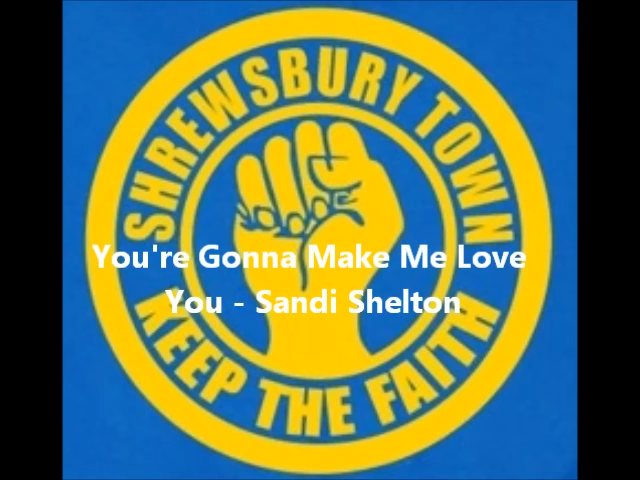 SHREWSBURY TOWN
You're Gonna Make Me Love
You - Sandi Shelton
KEEP THE FAITH